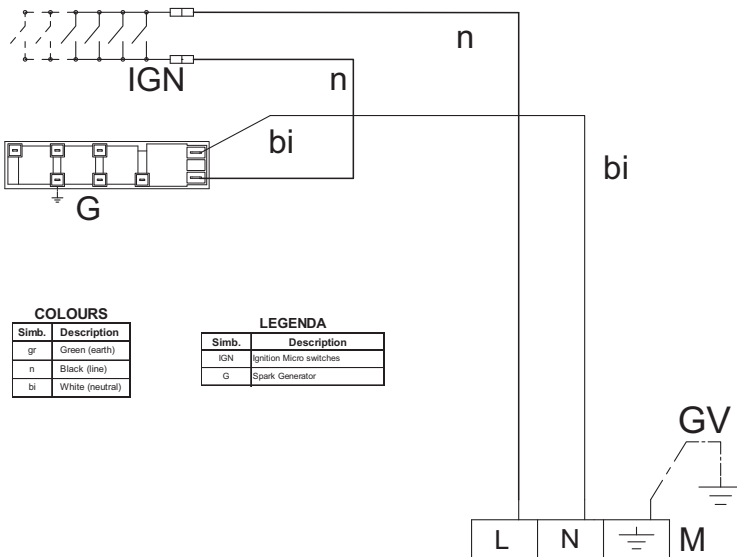 n
IGN
n
bi
bi
G
COLOURS
Simb. Description
gr Green (earth)
n Black (line)
bi White (neutral)
LEGENDA
Simb. Description
IGN Ignition Micro switches
G Spark Generator
GV
L N M